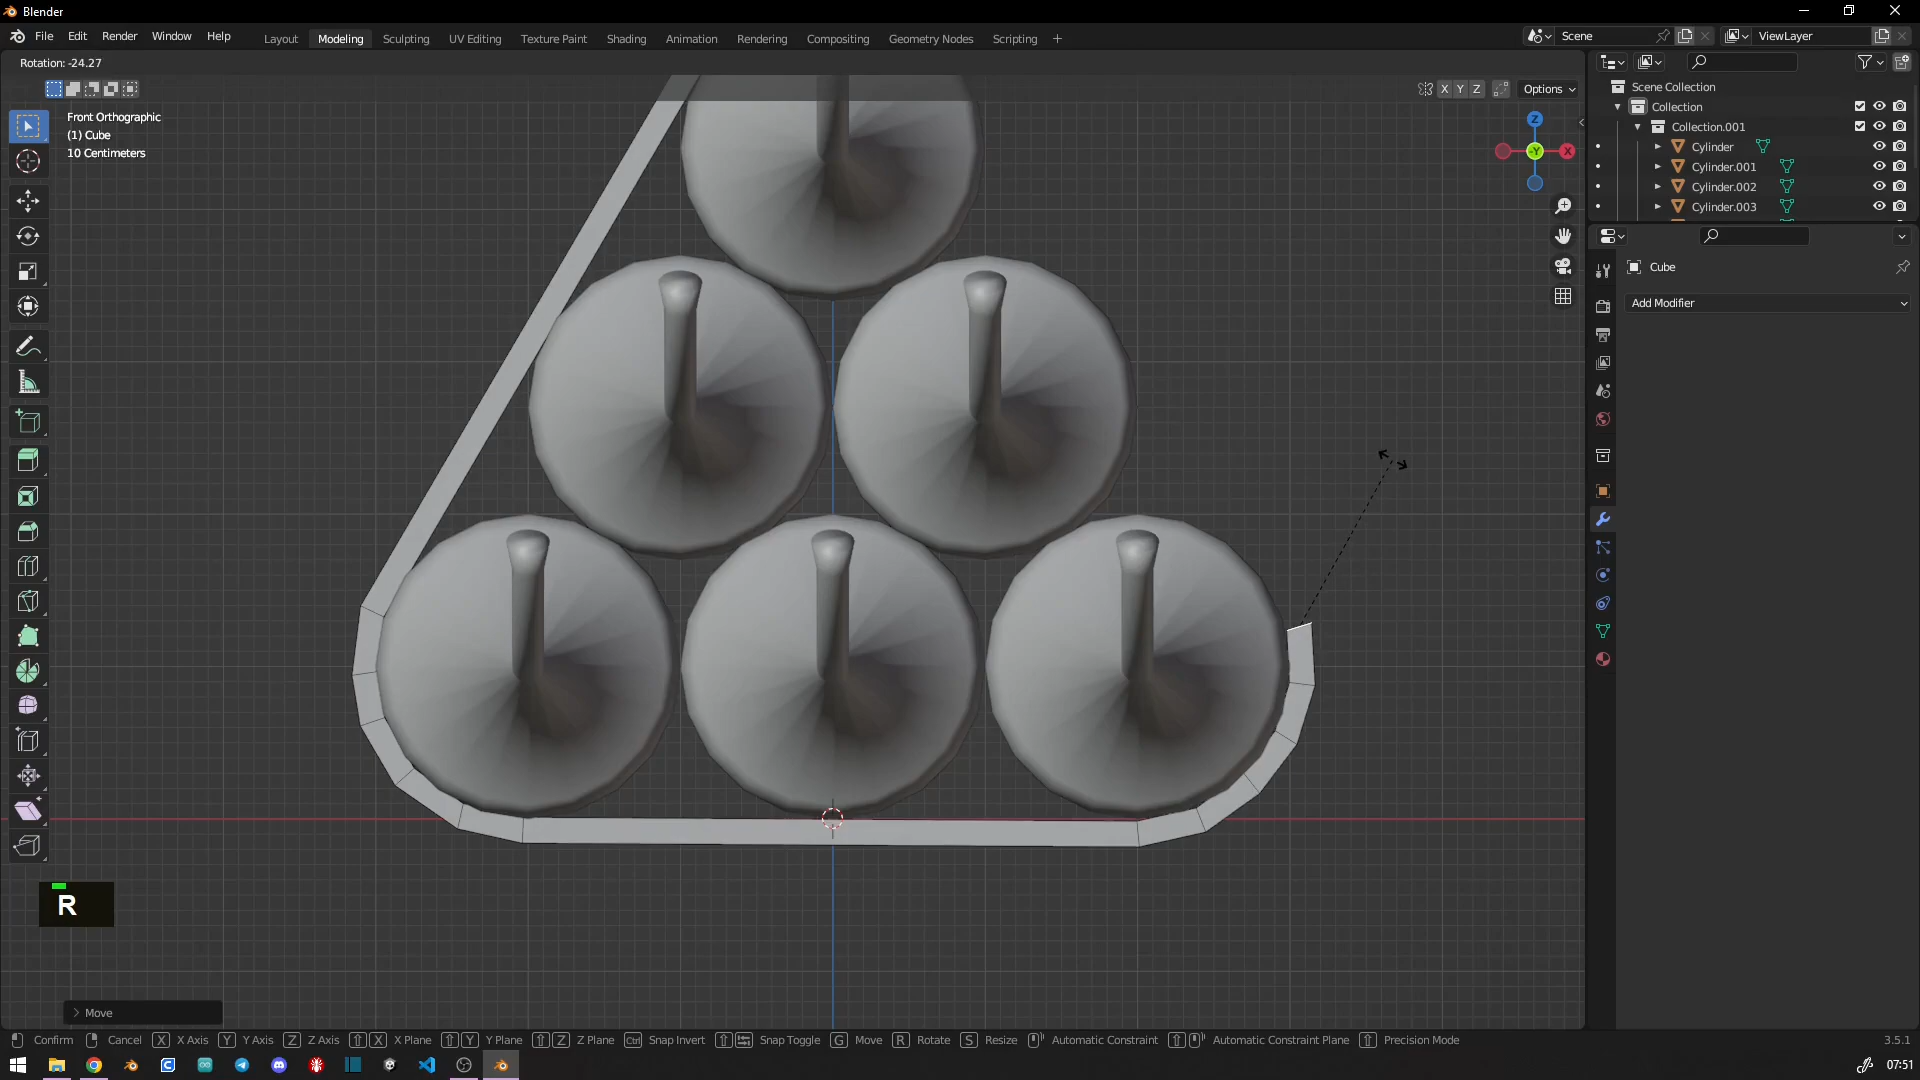 Blender
File Edit Render Window Help
Layout Modeling Sculpting UV Editing Texture Paint Shading Animation Rendering Compositing Geometry Nodes Scripting +
Scene
ViewLayer
Rotation: -24.27
X Y Z
Options
Front Orthographic
(1) Cube
10 Centimeters
Z
-Y
X
Scene Collection
Collection
Collection.001
Cylinder
Cylinder.001
Cylinder.002
Cylinder.003
Cube
Add Modifier
R
Move
Confirm Cancel X X Axis Y Y Axis Z Z Axis X X Plane Y Y Plane Z Z Plane Ctrl Snap Invert Snap Toggle G Move R Rotate S Resize Automatic Constraint Automatic Constraint Plane Precision Mode
3.5.1
07:51